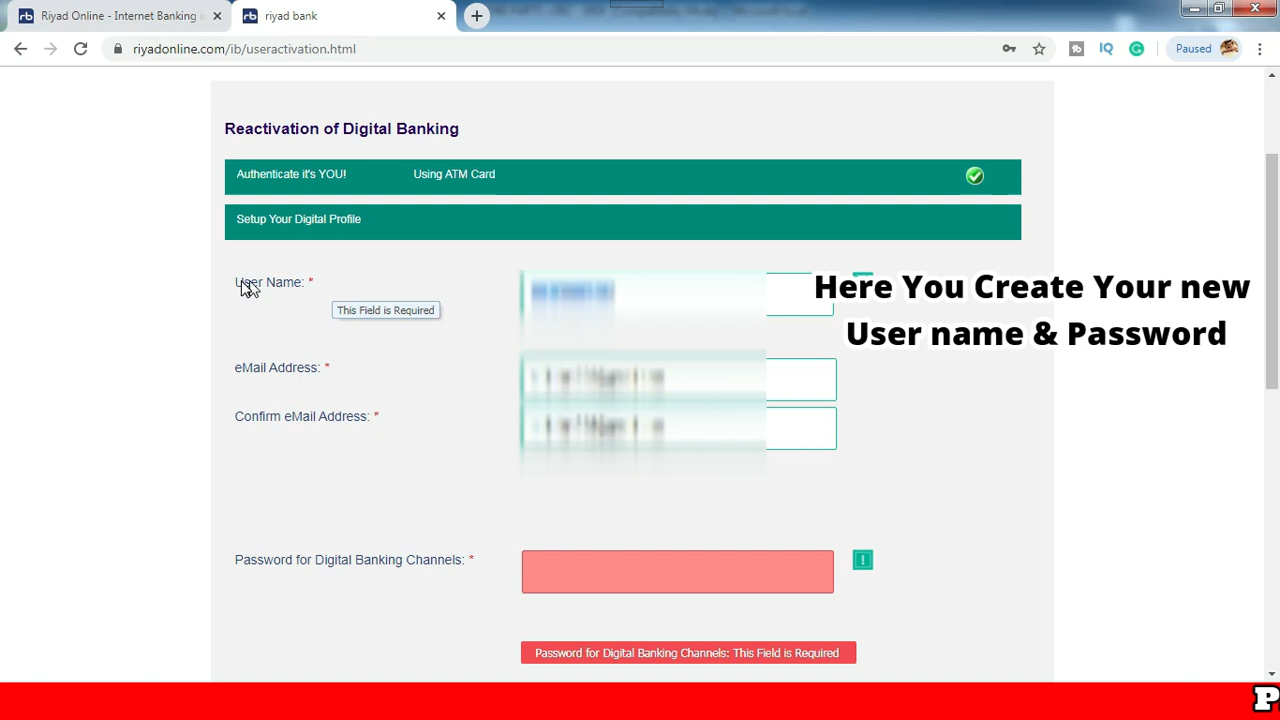 Riyad Online - Internet Banking i
riyad bank
riyadonline.com/ib/useractivation.html
Paused
Reactivation of Digital Banking
Authenticate it's YOU! Using ATM Card
Setup Your Digital Profile
User Name: *
This Field is Required
Here You Create Your new
User name & Password
eMail Address: *
Confirm eMail Address: *
Password for Digital Banking Channels: *
Password for Digital Banking Channels: This Field is Required
P